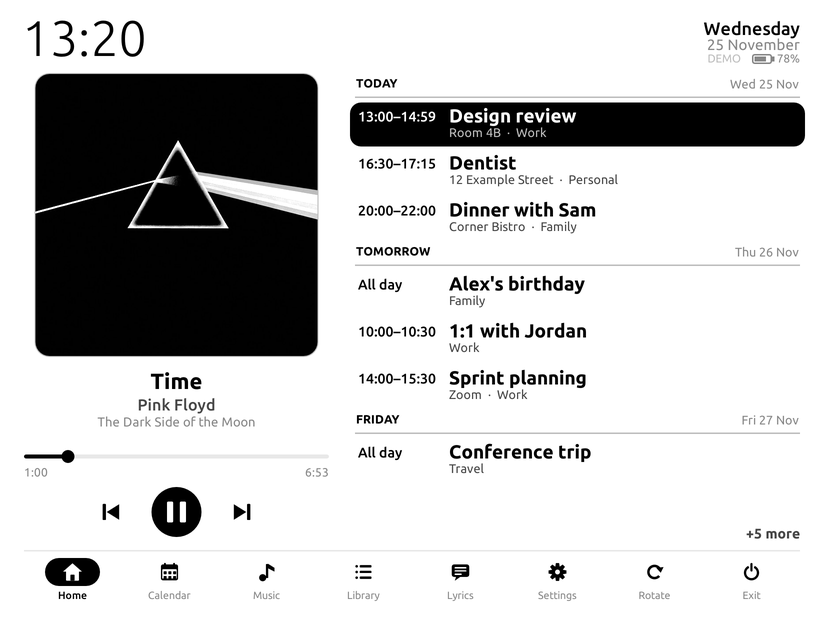 13:20
Wednesday
25 November
DEMO 78%
TODAY Wed 25 Nov
13:00–14:59 Design review
Room 4B · Work
16:30–17:15 Dentist
12 Example Street · Personal
20:00–22:00 Dinner with Sam
Corner Bistro · Family
TOMORROW Thu 26 Nov
All day Alex's birthday
Family
10:00–10:30 1:1 with Jordan
Work
14:00–15:30 Sprint planning
Zoom · Work
FRIDAY Fri 27 Nov
All day Conference trip
Travel
+5 more
Time
Pink Floyd
The Dark Side of the Moon
1:00 6:53
Home Calendar Music Library Lyrics Settings Rotate Exit